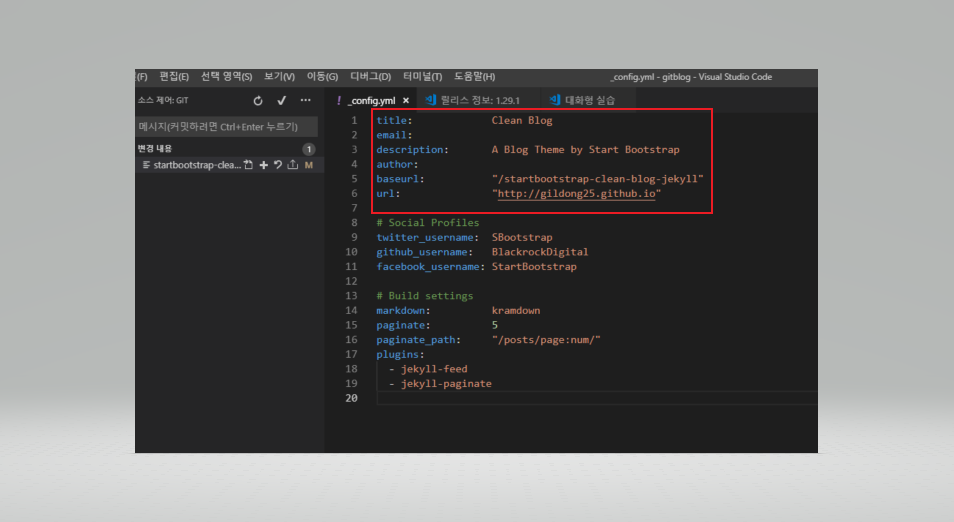 (F) 편집(E) 선택 영역(S) 보기(V) 이동(G) 디버그(D) 터미널(T) 도움말(H) _config.yml - gitblog - Visual Studio Code
소스 제어: GIT
! _config.yml × 릴리스 정보: 1.29.1 대화형 실습
메시지(커밋하려면 Ctrl+Enter 누르기)
변경 내용 1
startbootstrap-clea... M
1 title: Clean Blog
2 email:
3 description: A Blog Theme by Start Bootstrap
4 author:
5 baseurl: "/startbootstrap-clean-blog-jekyll"
6 url: "http://gildong25.github.io"
7
8 # Social Profiles
9 twitter_username: SBootstrap
10 github_username: BlackrockDigital
11 facebook_username: StartBootstrap
12
13 # Build settings
14 markdown: kramdown
15 paginate: 5
16 paginate_path: "/posts/page:num/"
17 plugins:
18 - jekyll-feed
19 - jekyll-paginate
20